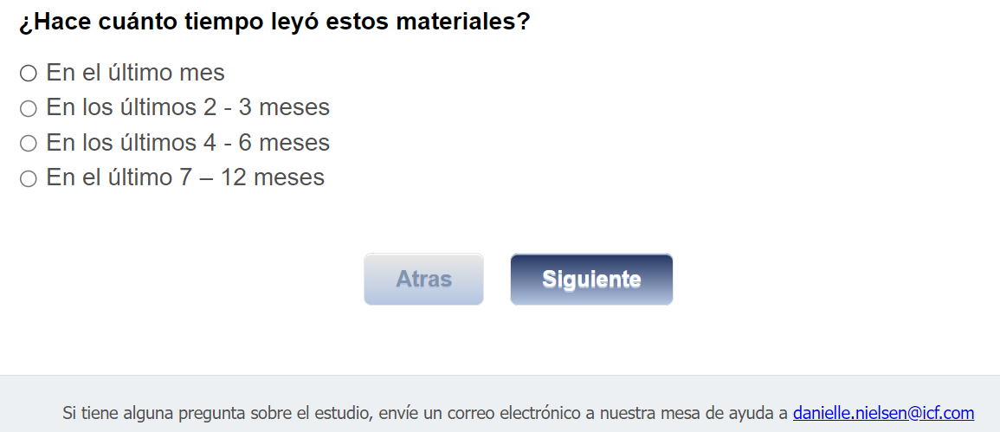 ¿Hace cuánto tiempo leyó estos materiales?
En el último mes
En los últimos 2 - 3 meses
En los últimos 4 - 6 meses
En el último 7 – 12 meses
Atras
Siguiente
Si tiene alguna pregunta sobre el estudio, envíe un correo electrónico a nuestra mesa de ayuda a danielle.nielsen@icf.com